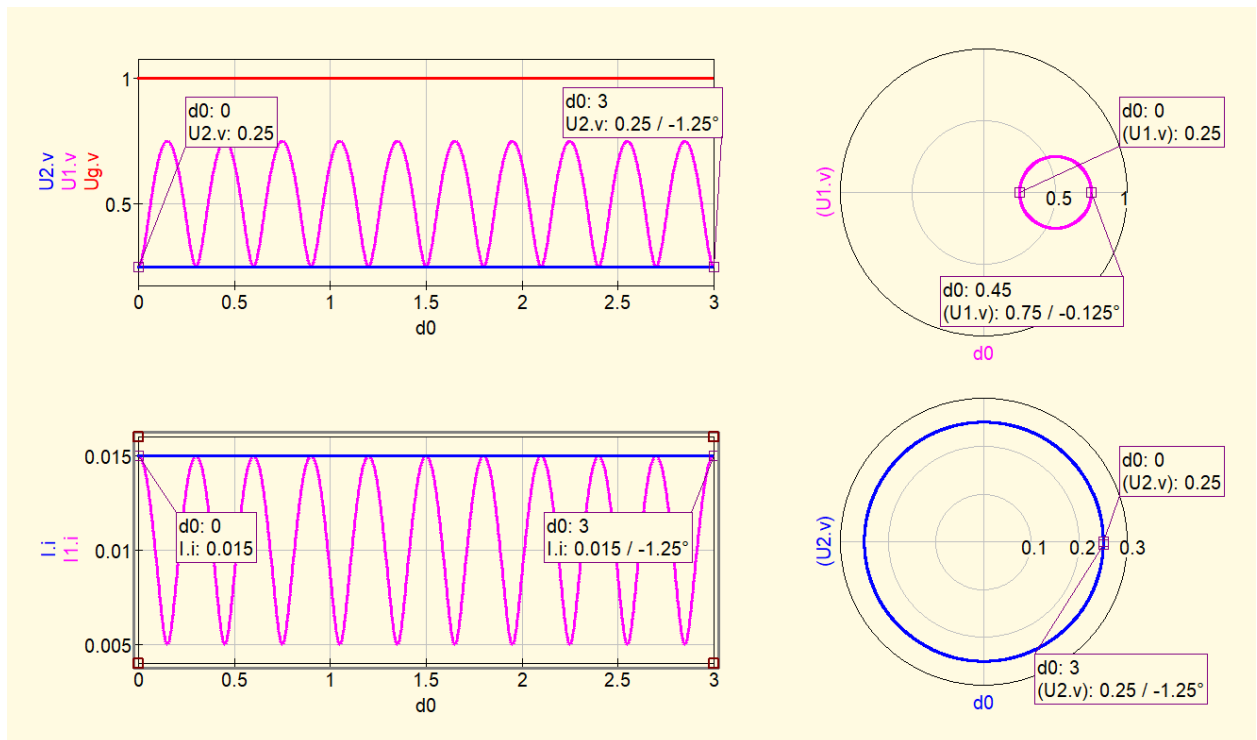 U2.v
U1.v
Ug.v
1
0.5
d0: 0
U2.v: 0.25
d0: 3
U2.v: 0.25 / -1.25°
0
0.5
1
1.5
2
2.5
3
d0
(U1.v)
d0: 0
(U1.v): 0.25
0.5
1
d0: 0.45
(U1.v): 0.75 / -0.125°
d0
I.i
I1.i
0.015
0.01
0.005
d0: 0
I.i: 0.015
d0: 3
I.i: 0.015 / -1.25°
0
0.5
1
1.5
2
2.5
3
d0
(U2.v)
d0: 0
(U2.v): 0.25
0.1
0.2
0.3
d0: 3
(U2.v): 0.25 / -1.25°
d0